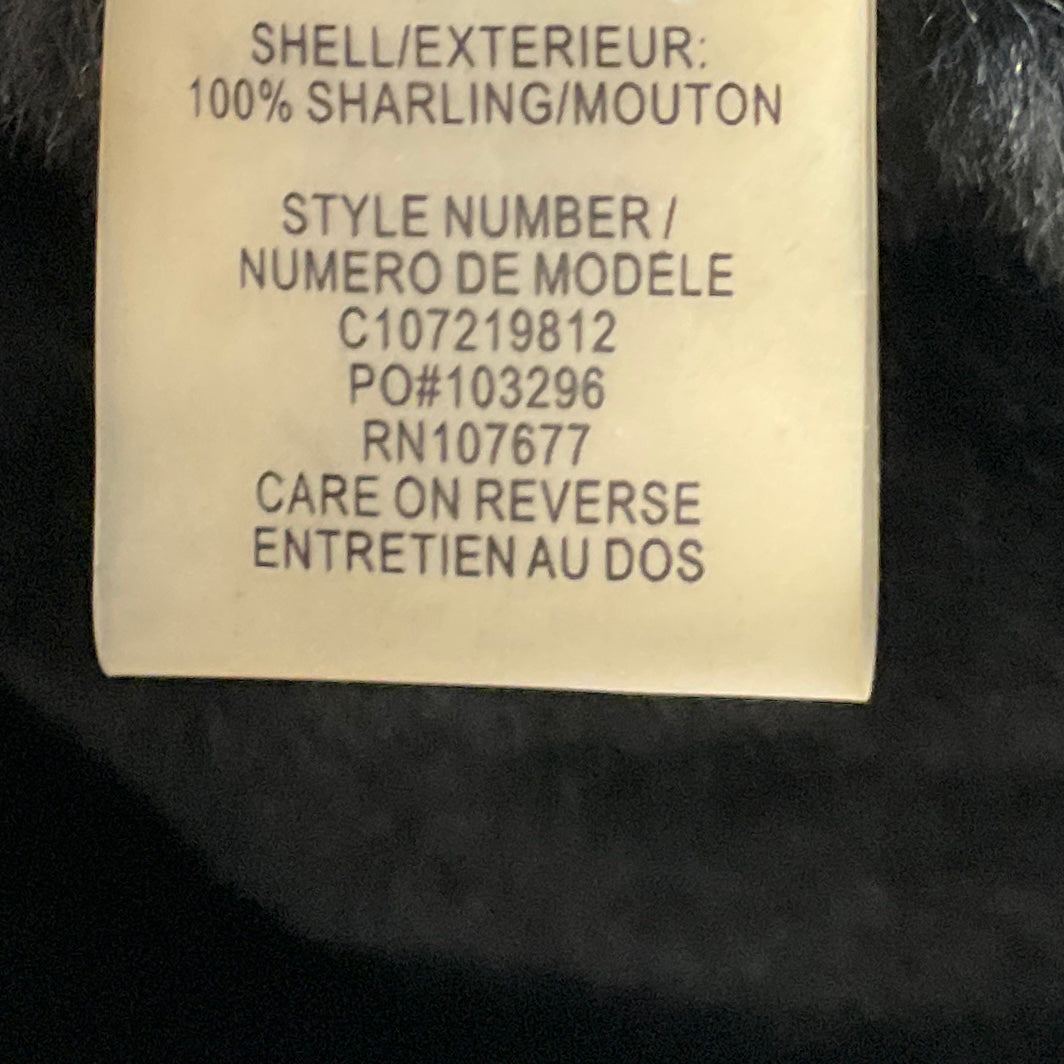 SHELL/EXTERIEUR:
100% SHARLING/MOUTON
STYLE NUMBER /
NUMERO DE MODELE
C107219812
PO#103296
RN107677
CARE ON REVERSE
ENTRETIEN AU DOS